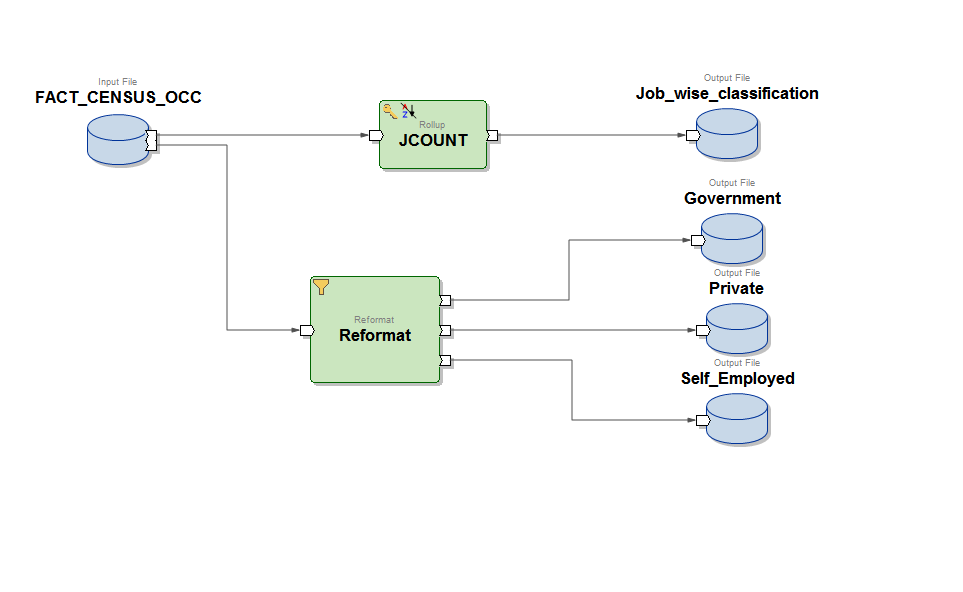 Input File
FACT_CENSUS_OCC
Rollup
JCOUNT
Output File
Job_wise_classification
Output File
Government
Output File
Private
Reformat
Reformat
Output File
Self_Employed